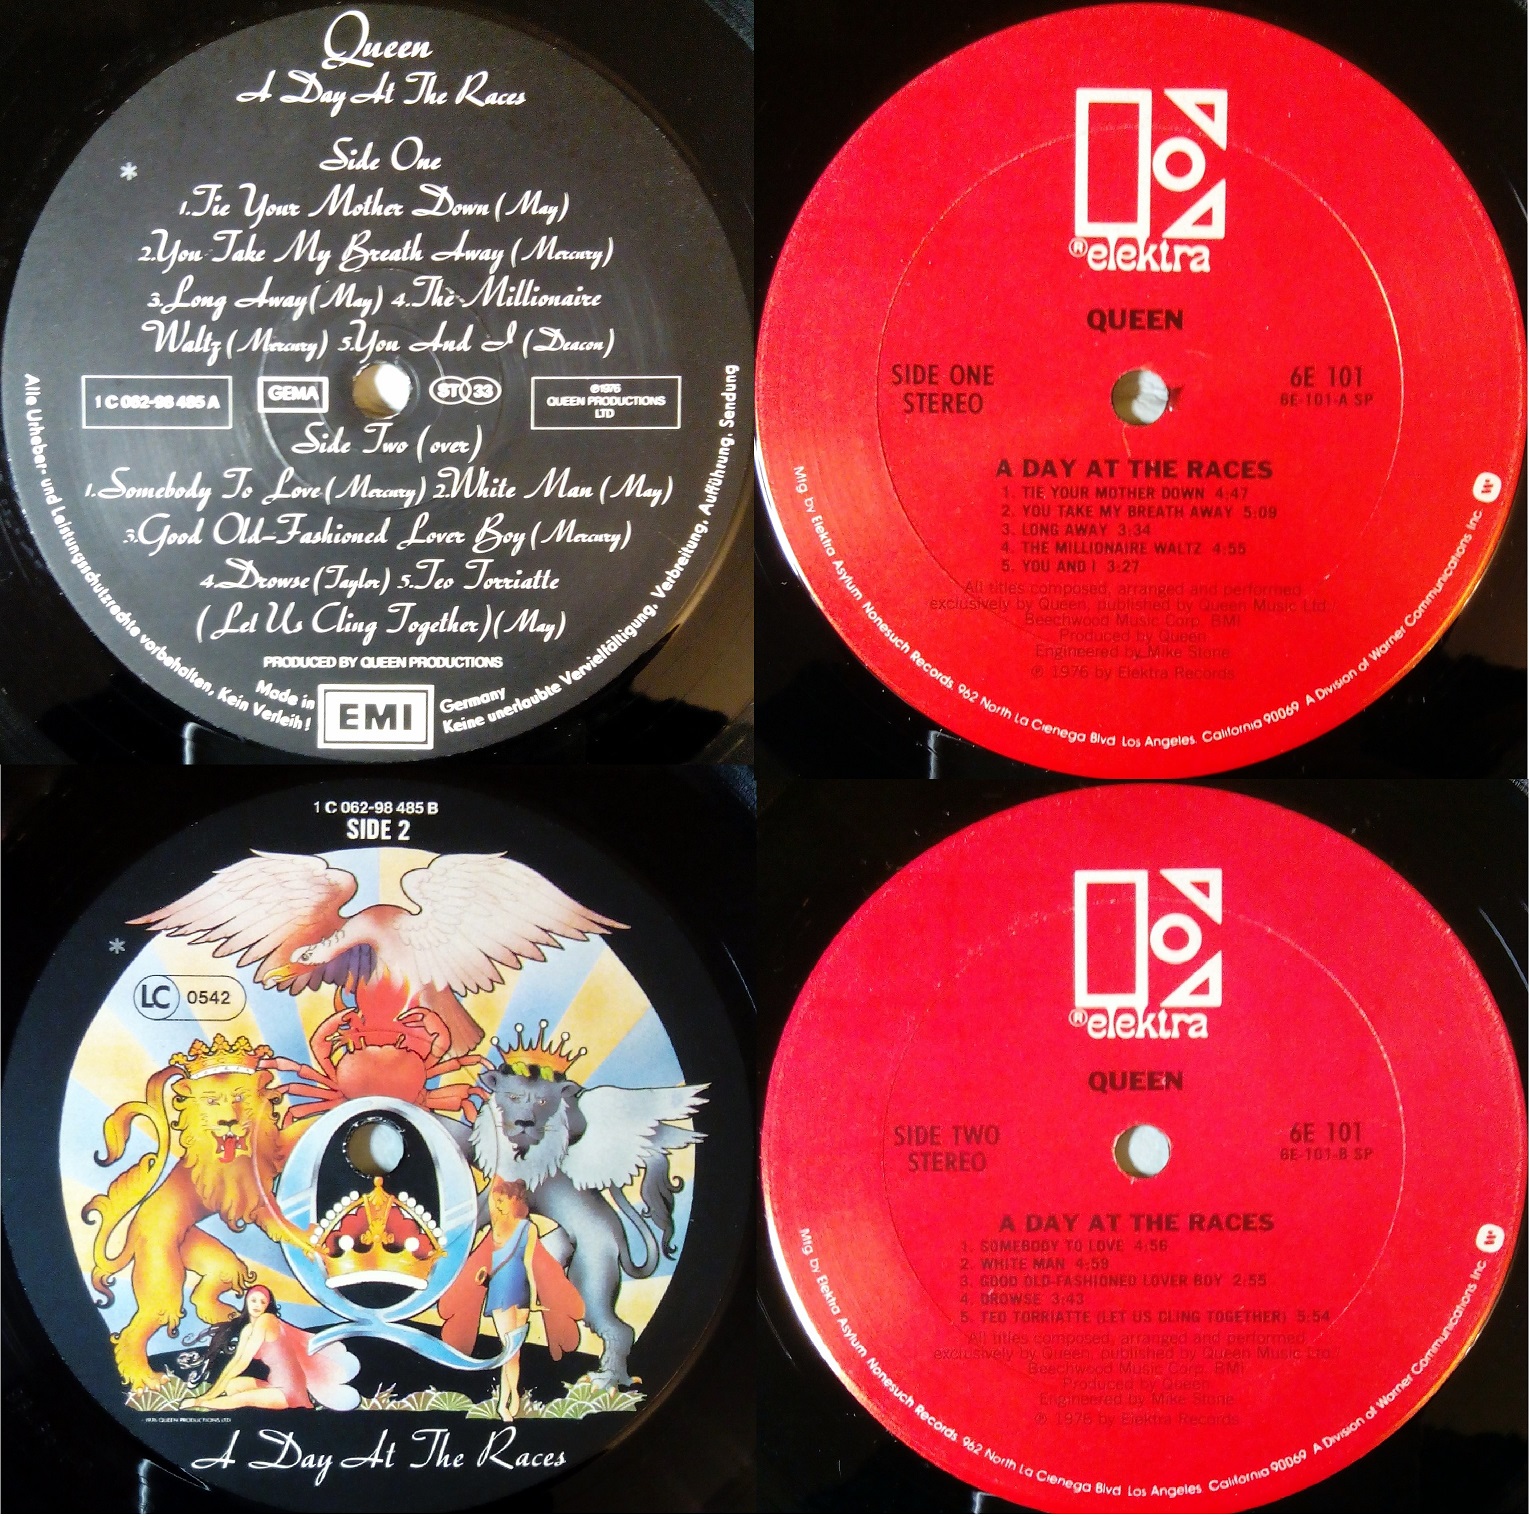 Queen
A Day At The Races
Side One
*
1.Tie Your Mother Down (May)
2.You Take My Breath Away (Mercury)
3.Long Away (May) 4.The Millionaire
Waltz (Mercury) 5.You And I (Deacon)
1 C 062-98 485 A
GEMA
ST 33
℗1976
QUEEN PRODUCTIONS
LTD
Side Two (over)
1.Somebody To Love (Mercury) 2.White Man (May)
3.Good Old-Fashioned Lover Boy (Mercury)
4.Drowse (Taylor) 5.Teo Torriatte
(Let Us Cling Together) (May)
PRODUCED BY QUEEN PRODUCTIONS
Made in
EMI
Germany
Alle Urheber- und Leistungsschutzrechte vorbehalten, Kein Verleih!
Keine unerlaubte Vervielfältigung, Verbreitung, Aufführung, Sendung
®elektra
QUEEN
SIDE ONE
STEREO
6E 101
6E-101-A SP
A DAY AT THE RACES
1. TIE YOUR MOTHER DOWN 4:47
2. YOU TAKE MY BREATH AWAY 5:09
3. LONG AWAY 3:34
4. THE MILLIONAIRE WALTZ 4:55
5. YOU AND I 3:27
All titles composed, arranged and performed
exclusively by Queen, published by Queen Music Ltd.
Beechwood Music Corp. BMI
Produced by Queen
Engineered by Mike Stone
℗ 1976 by Elektra Records
Mfg. by Elektra Asylum Nonesuch Records, 962 North La Cienega Blvd Los Angeles. California 90069 A Division of Warner Communications Inc.
1 C 062-98 485 B
SIDE 2
*
LC 0542
Q
1976 QUEEN PRODUCTIONS LTD
A Day At The Races
®elektra
QUEEN
SIDE TWO
STEREO
6E 101
6E-101-B SP
A DAY AT THE RACES
1. SOMEBODY TO LOVE 4:56
2. WHITE MAN 4:59
3. GOOD OLD-FASHIONED LOVER BOY 2:55
4. DROWSE 3:43
5. TEO TORRIATTE (LET US CLING TOGETHER) 5:54
All titles composed, arranged and performed
exclusively by Queen, published by Queen Music Ltd.
Beechwood Music Corp. BMI
Produced by Queen
Engineered by Mike Stone
℗ 1976 by Elektra Records
Mfg. by Elektra Asylum Nonesuch Records, 962 North La Cienega Blvd Los Angeles. California 90069 A Division of Warner Communications Inc.